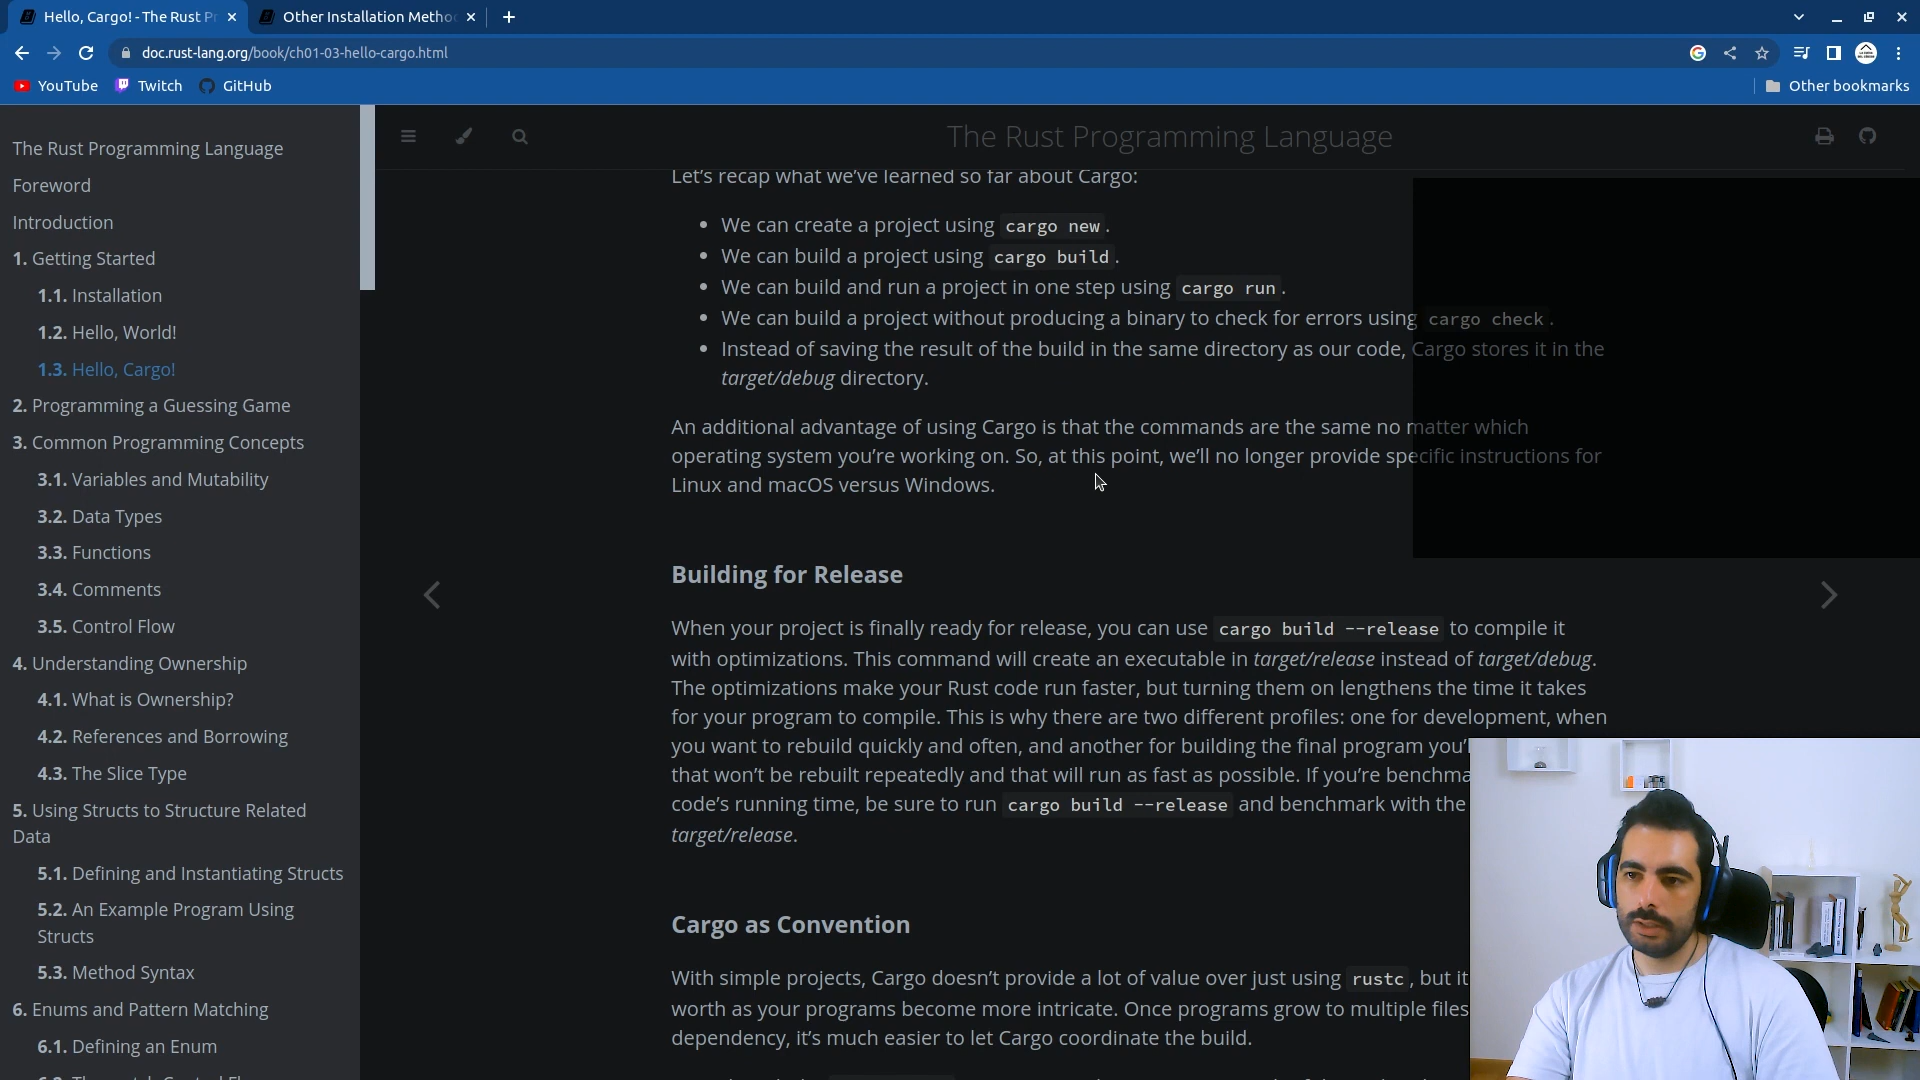 Hello, Cargo! - The Rust Pr
Other Installation Metho
doc.rust-lang.org/book/ch01-03-hello-cargo.html
YouTube
Twitch
GitHub
Other bookmarks
The Rust Programming Language
Foreword
Introduction
1. Getting Started
1.1. Installation
1.2. Hello, World!
1.3. Hello, Cargo!
2. Programming a Guessing Game
3. Common Programming Concepts
3.1. Variables and Mutability
3.2. Data Types
3.3. Functions
3.4. Comments
3.5. Control Flow
4. Understanding Ownership
4.1. What is Ownership?
4.2. References and Borrowing
4.3. The Slice Type
5. Using Structs to Structure Related
Data
5.1. Defining and Instantiating Structs
5.2. An Example Program Using
Structs
5.3. Method Syntax
6. Enums and Pattern Matching
6.1. Defining an Enum
The Rust Programming Language
Let's recap what we've learned so far about Cargo:
• We can create a project using cargo new.
• We can build a project using cargo build.
• We can build and run a project in one step using cargo run.
• We can build a project without producing a binary to check for errors using cargo check.
• Instead of saving the result of the build in the same directory as our code, Cargo stores it in the
target/debug directory.
An additional advantage of using Cargo is that the commands are the same no matter which
operating system you're working on. So, at this point, we'll no longer provide specific instructions for
Linux and macOS versus Windows.
Building for Release
When your project is finally ready for release, you can use cargo build --release to compile it
with optimizations. This command will create an executable in target/release instead of target/debug.
The optimizations make your Rust code run faster, but turning them on lengthens the time it takes
for your program to compile. This is why there are two different profiles: one for development, when
you want to rebuild quickly and often, and another for building the final program you'l
that won't be rebuilt repeatedly and that will run as fast as possible. If you're benchma
code's running time, be sure to run cargo build --release and benchmark with the
target/release.
Cargo as Convention
With simple projects, Cargo doesn't provide a lot of value over just using rustc, but it
worth as your programs become more intricate. Once programs grow to multiple files
dependency, it's much easier to let Cargo coordinate the build.